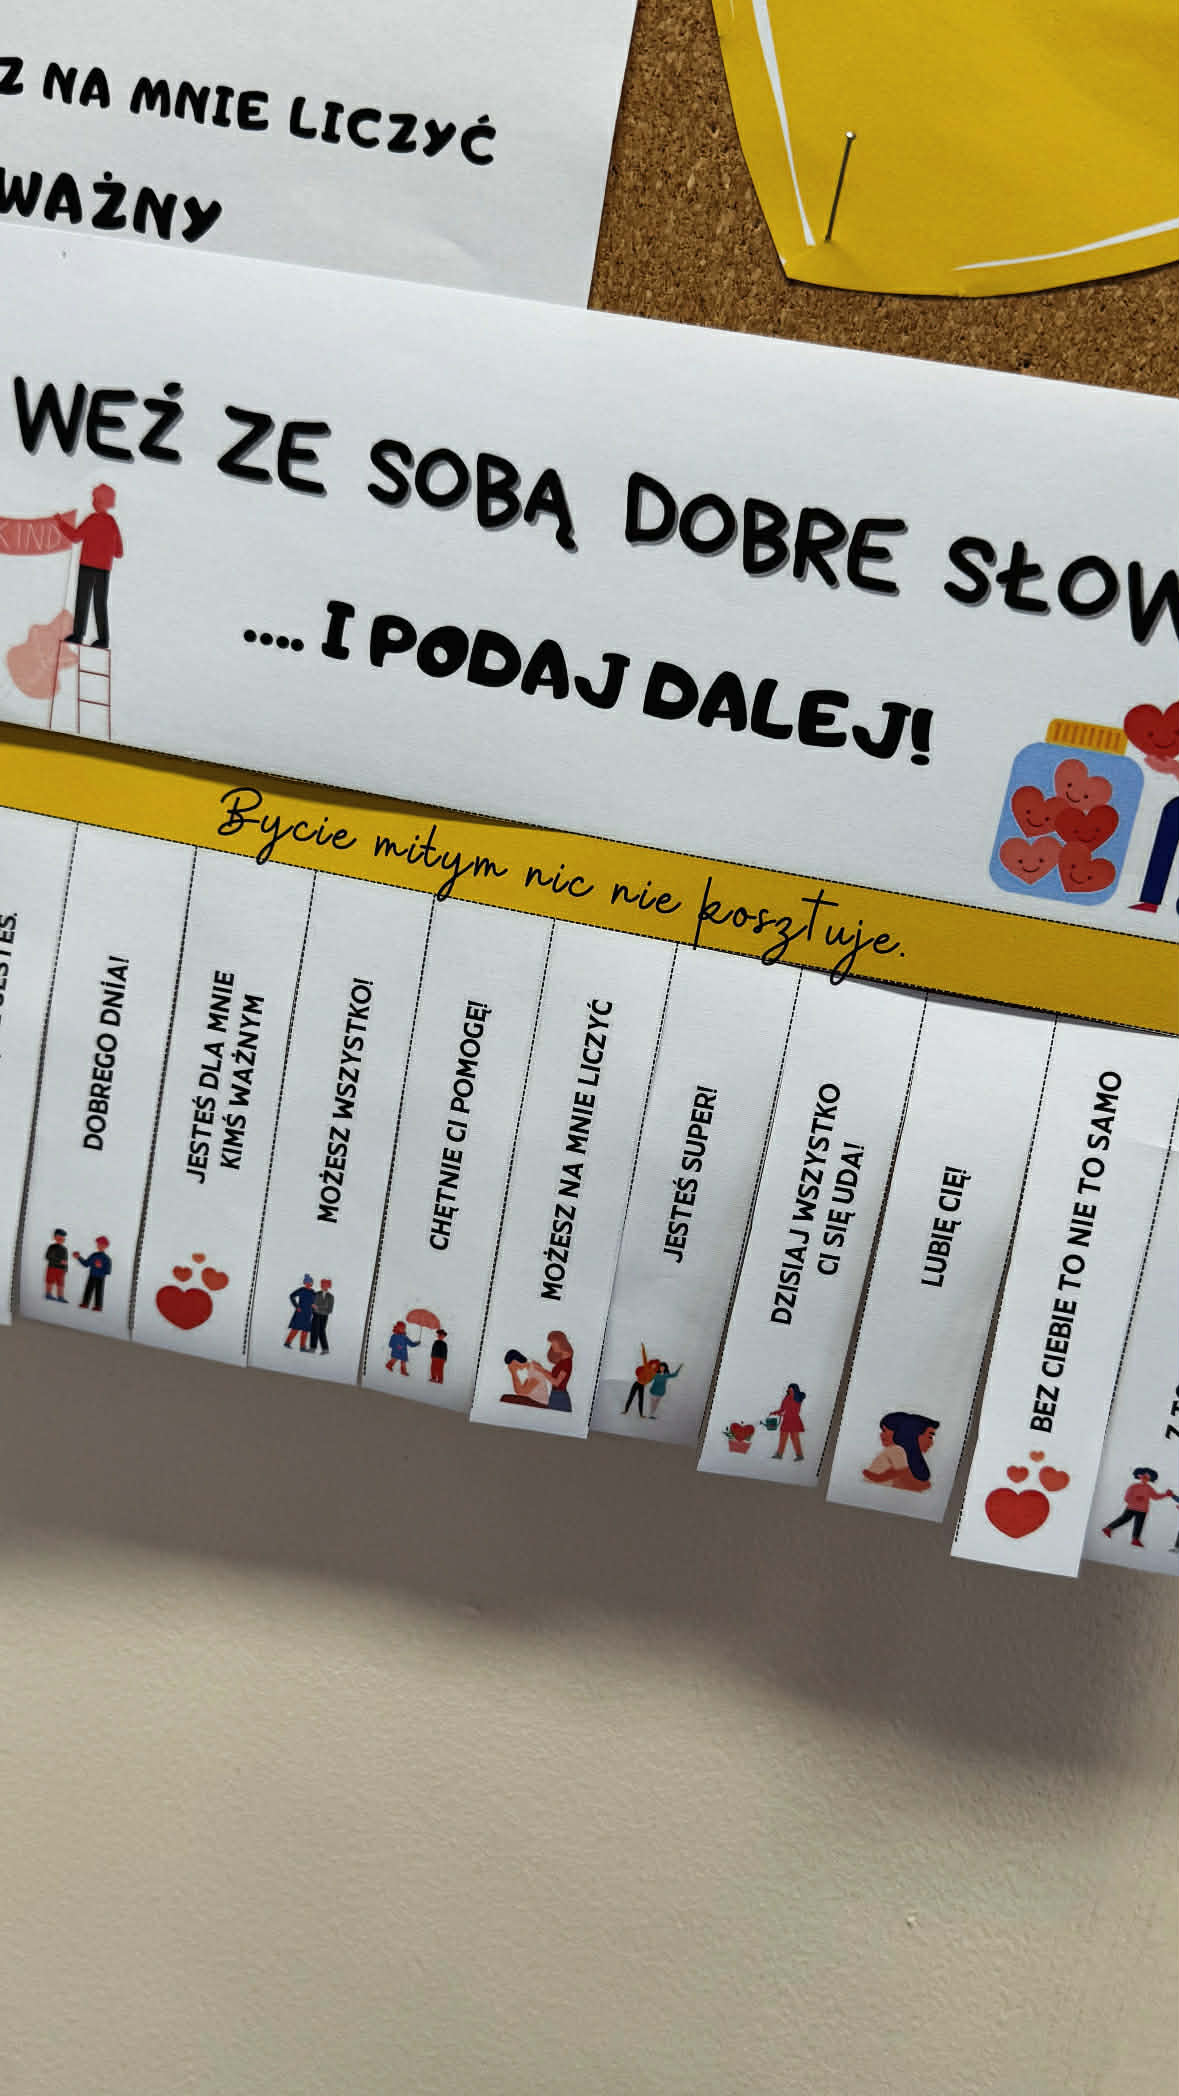 NA MNIE LICZYĆ
WAŻNY
WEŹ ZE SOBĄ DOBRE SŁOW
.... I PODAJ DALEJ!
KIND
Bycie miłym nic nie kosztuje.
DOBREGO DNIA!
JESTEŚ DLA MNIE
KIMŚ WAŻNYM
MOŻESZ WSZYSTKO!
CHĘTNIE CI POMOGĘ!
MOŻESZ NA MNIE LICZYĆ
JESTEŚ SUPER!
DZISIAJ WSZYSTKO
CI SIĘ UDA!
LUBIĘ CIĘ!
BEZ CIEBIE TO NIE TO SAMO